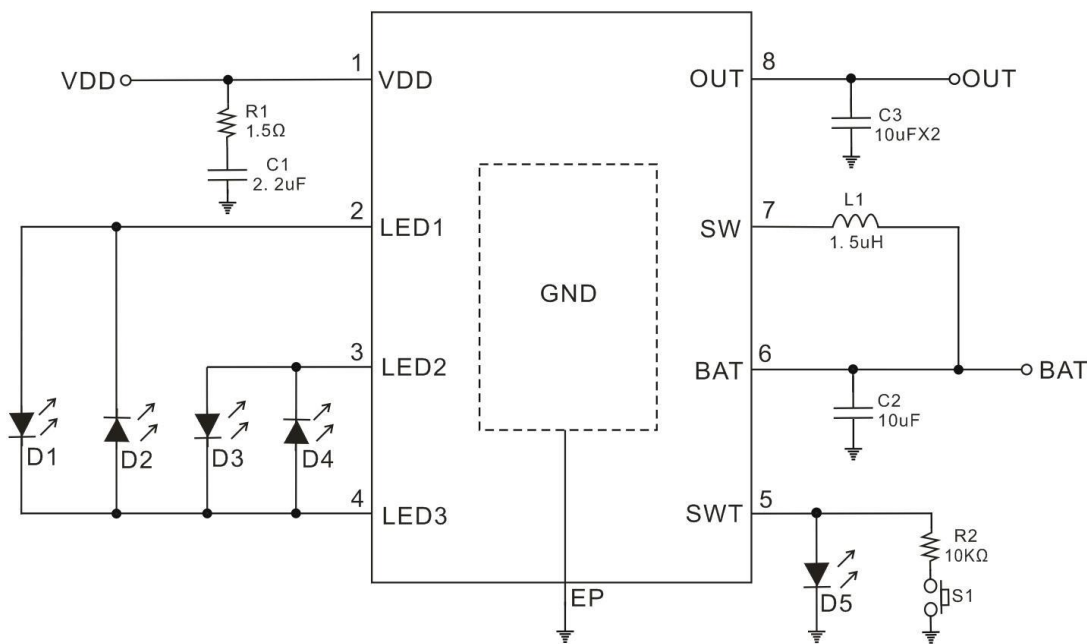 1
8
VDD
VDD
OUT
OUT
R1
1.5Ω
C3
10uFX2
C1
2. 2uF
2
7
L1
LED1
SW
1. 5uH
GND
3
6
LED2
BAT
BAT
C2
10uF
D1
D2
D3
D4
4
5
LED3
SWT
R2
10KΩ
D5
S1
EP